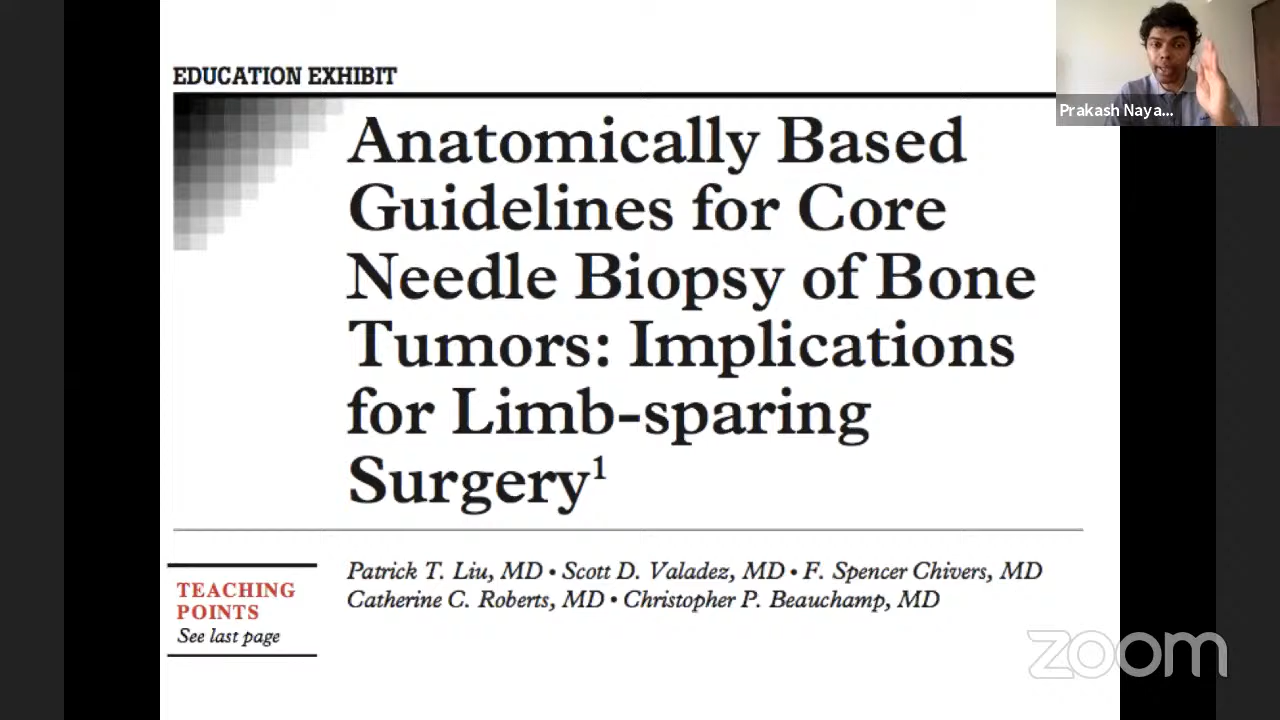 EDUCATION EXHIBIT
Anatomically Based
Guidelines for Core
Needle Biopsy of Bone
Tumors: Implications
for Limb-sparing
Surgery¹
TEACHING
POINTS
See last page
Patrick T. Liu, MD • Scott D. Valadez, MD • F. Spencer Chivers, MD
Catherine C. Roberts, MD • Christopher P. Beauchamp, MD
Prakash Naya...
zoom